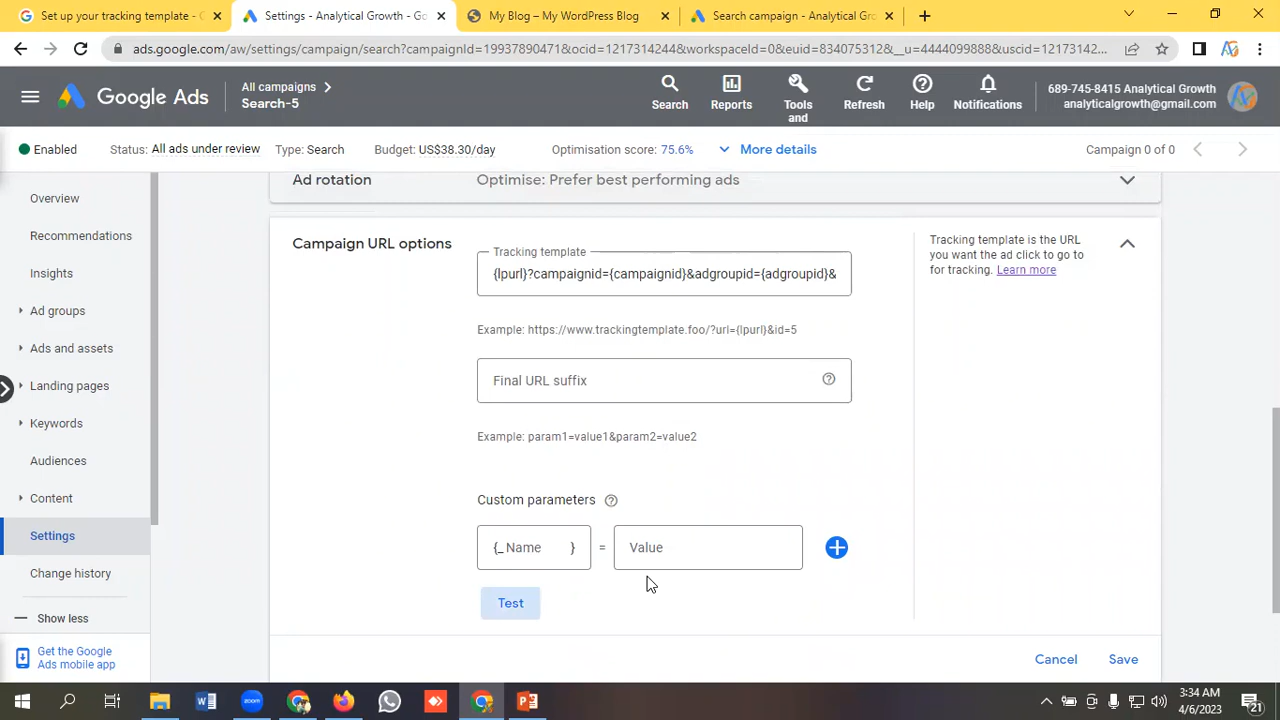 Set up your tracking template - G
Settings - Analytical Growth - Go
My Blog – My WordPress Blog
Search campaign - Analytical Gro
ads.google.com/aw/settings/campaign/search?campaignId=19937890471&ocid=1217314244&workspaceId=0&euid=834075312&__u=4444099888&uscid=12173142...
Google Ads
All campaigns
Search-5
Search
Reports
Tools
and
Refresh
Help
Notifications
689-745-8415 Analytical Growth
analyticalgrowth@gmail.com
Enabled
Status: All ads under review
Type: Search
Budget: US$38.30/day
Optimisation score: 75.6%
More details
Campaign 0 of 0
Overview
Recommendations
Insights
Ad groups
Ads and assets
Landing pages
Keywords
Audiences
Content
Settings
Change history
Show less
Get the Google
Ads mobile app
Ad rotation
Optimise: Prefer best performing ads
Campaign URL options
Tracking template
{lpurl}?campaignid={campaignid}&adgroupid={adgroupid}&
Example: https://www.trackingtemplate.foo/?url={lpurl}&id=5
Final URL suffix
Example: param1=value1&param2=value2
Custom parameters
{_ Name } = Value
Test
Tracking template is the URL
you want the ad click to go to
for tracking. Learn more
Cancel
Save
zoom
3:34 AM
4/6/2023
21